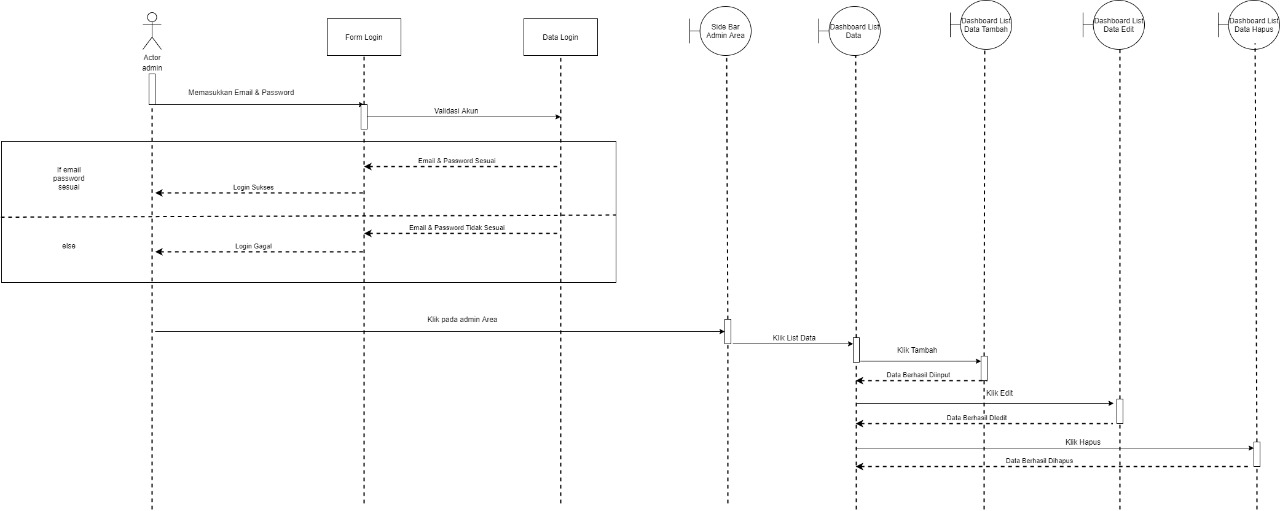 Actor
admin
Form Login
Data Login
Side Bar
Admin Area
Dashboard List
Data
Dashboard List
Data Tambah
Dashboard List
Data Edit
Dashboard List
Data Hapus
Memasukkan Email & Password
Validasi Akun
If email
password
sesuai
Email & Password Sesuai
Login Sukses
else
Email & Password Tidak Sesuai
Login Gagal
Klik pada admin Area
Klik List Data
Klik Tambah
Data Berhasil Diinput
Klik Edit
Data Berhasil Diedit
Klik Hapus
Data Berhasil Dihapus